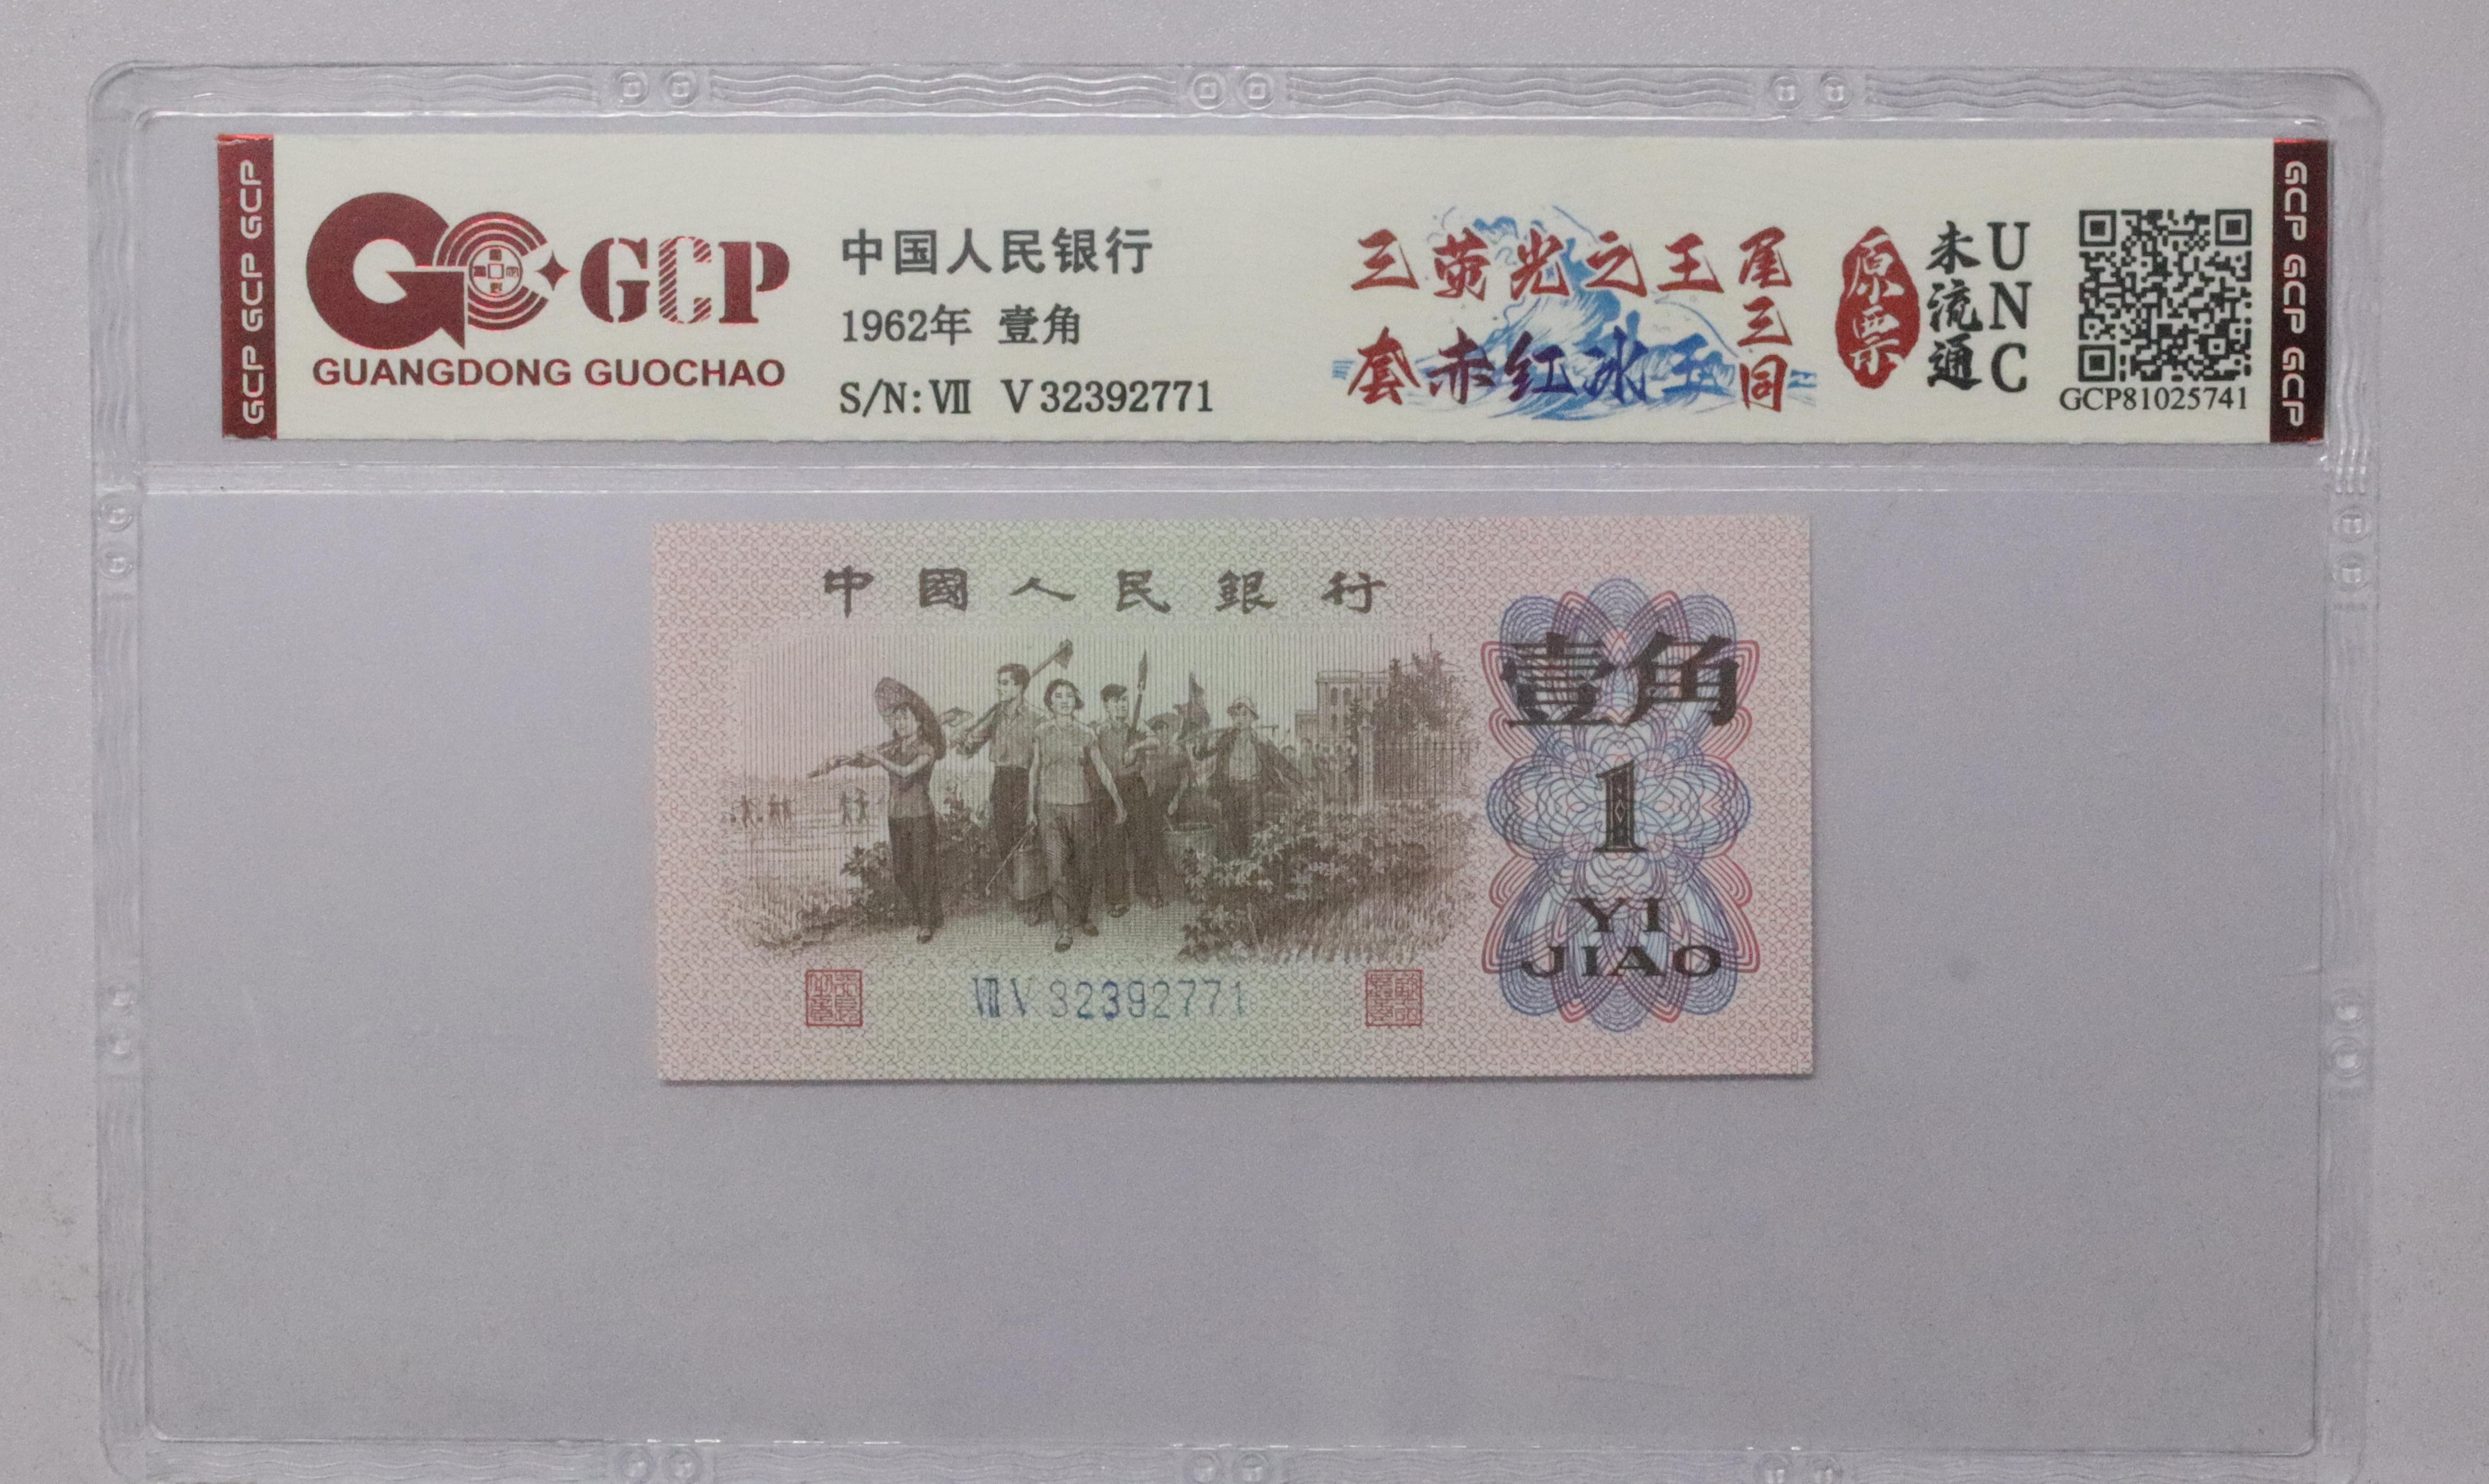 GCP GCP GCP
GCP
GUANGDONG GUOCHAO
中国人民银行
1962年 壹角
S/N: Ⅶ V 32392771
三荧光之王
套赤红冰玉
尾三同
原票
未流通
UNC
GCP81025741
GCP GCP GCP
中國人民銀行
壹角
1
YI
JIAO
ⅦV 32392771